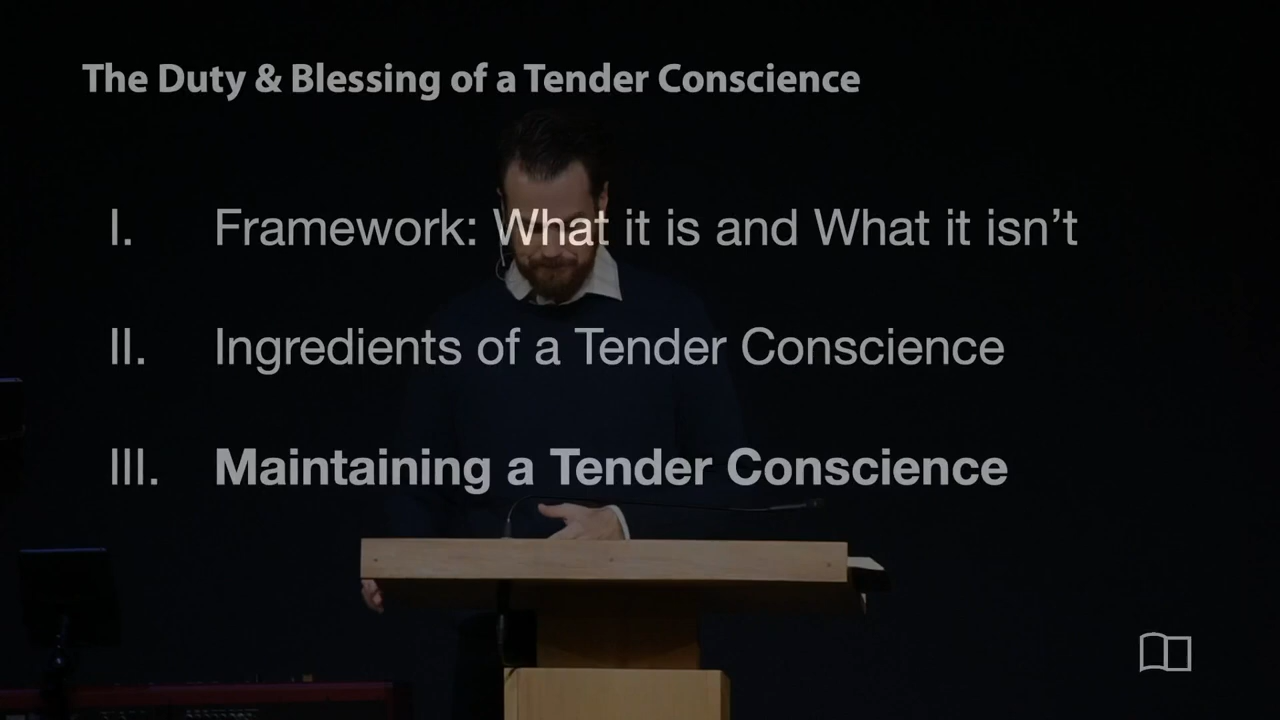 The Duty & Blessing of a Tender Conscience
I. Framework: What it is and What it isn’t
II. Ingredients of a Tender Conscience
III. Maintaining a Tender Conscience